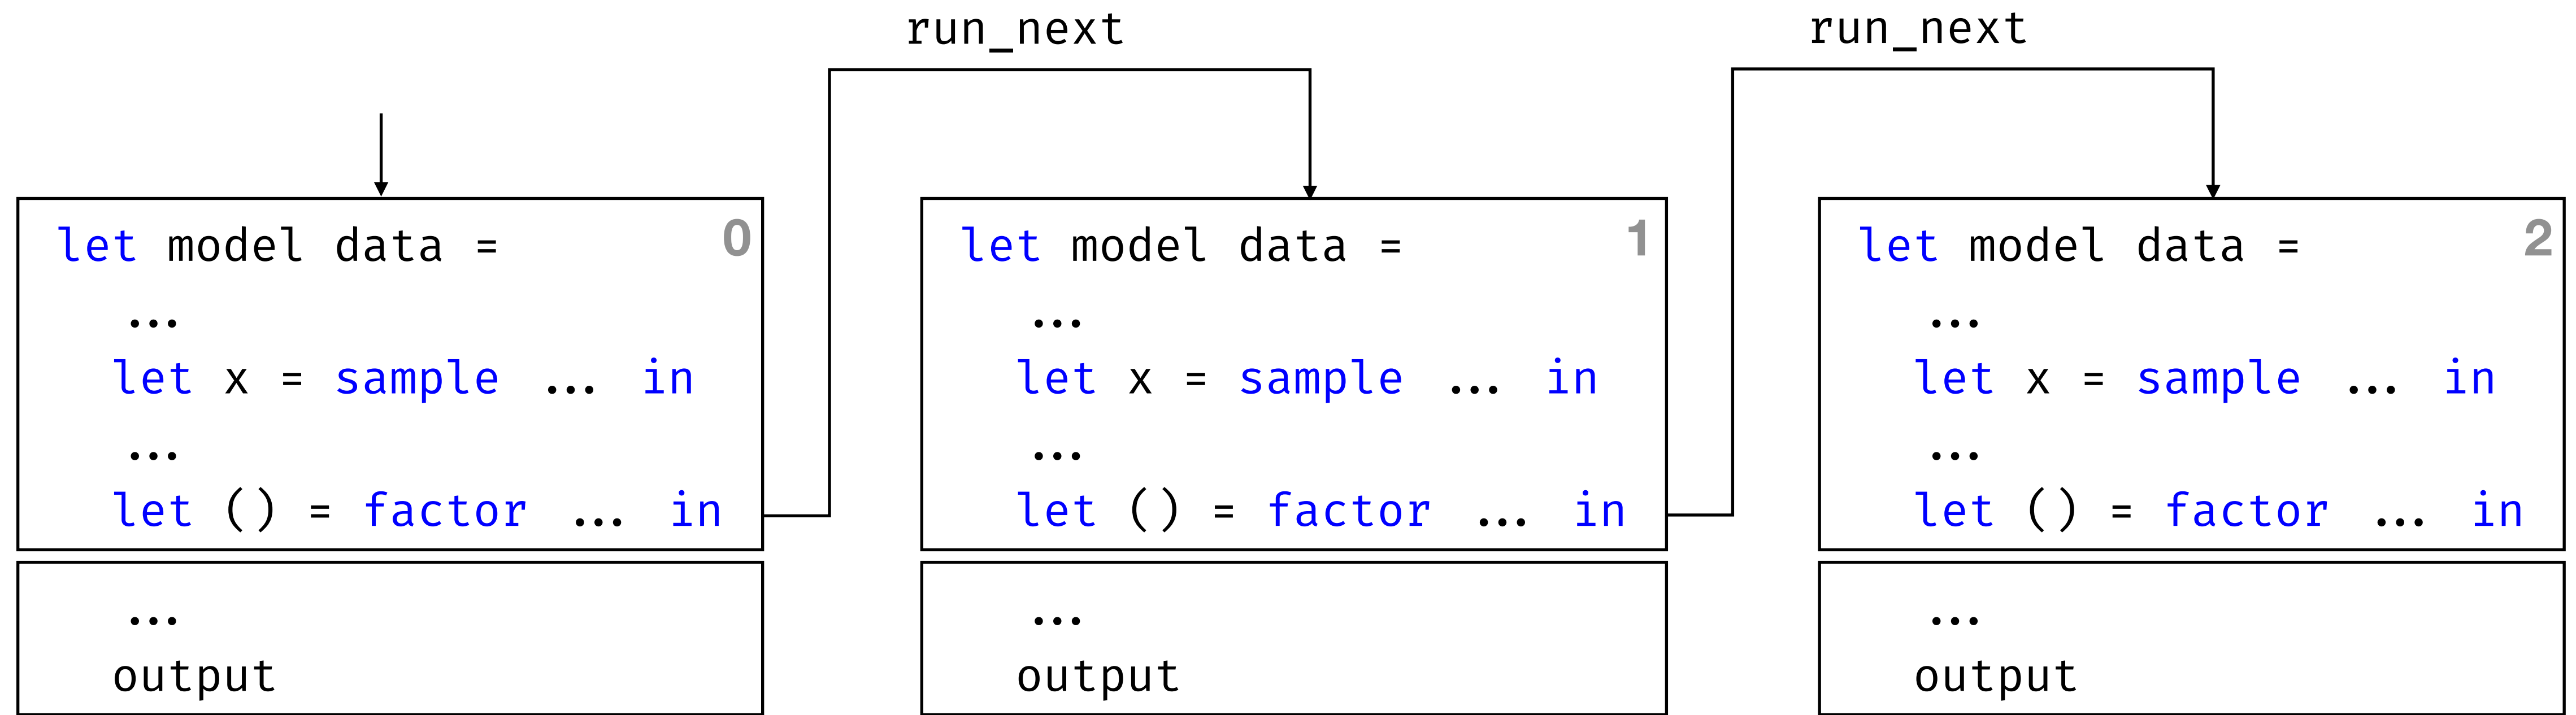 run_next
run_next
let model data =
0
...
let x = sample ... in
...
let () = factor ... in
...
output
let model data =
1
...
let x = sample ... in
...
let () = factor ... in
...
output
let model data =
2
...
let x = sample ... in
...
let () = factor ... in
...
output